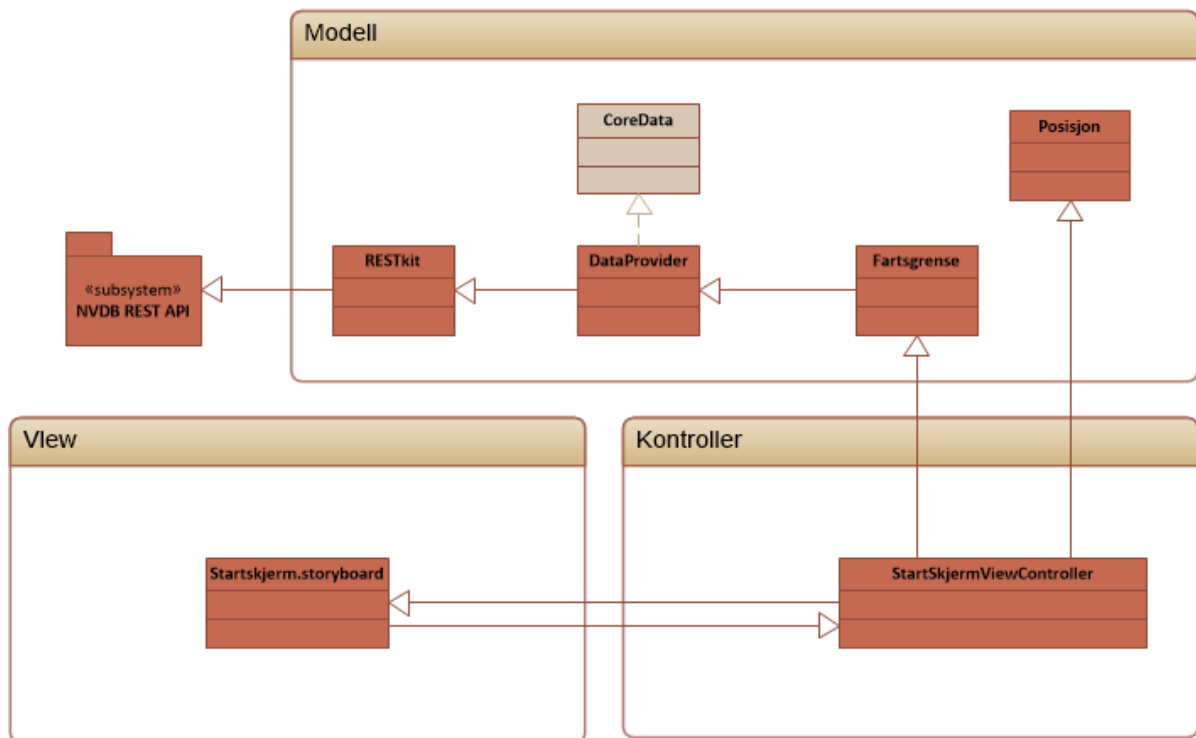 Modell
CoreData
Posisjon
RESTkit
DataProvider
Fartsgrense
«subsystem»
NVDB REST API
VIew
Kontroller
Startskjerm.storyboard
StartSkjermViewController